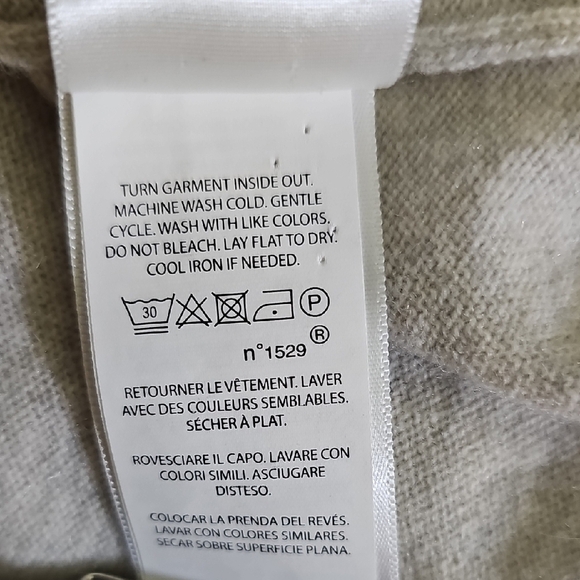 TURN GARMENT INSIDE OUT.
MACHINE WASH COLD. GENTLE
CYCLE. WASH WITH LIKE COLORS.
DO NOT BLEACH. LAY FLAT TO DRY.
COOL IRON IF NEEDED.
30 P
®
n°1529
RETOURNER LE VÊTEMENT. LAVER
AVEC DES COULEURS SEMBLABLES.
SÉCHER À PLAT.
ROVESCIARE IL CAPO. LAVARE CON
COLORI SIMILI. ASCIUGARE
DISTESO.
COLOCAR LA PRENDA DEL REVÉS.
LAVAR CON COLORES SIMILARES.
SECAR SOBRE SUPERFICIE PLANA.